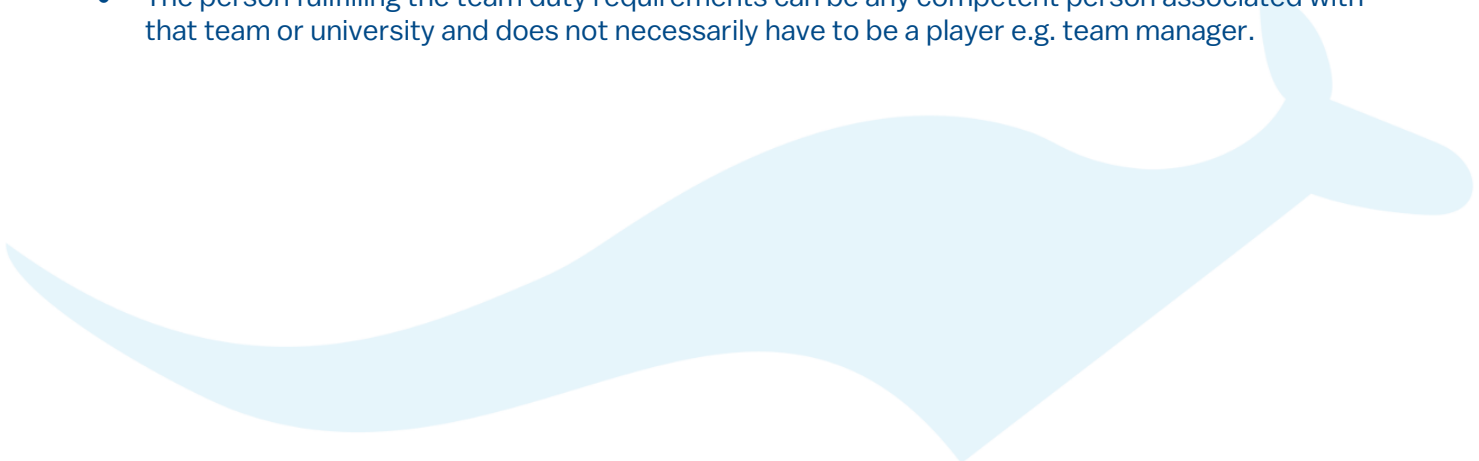 • The person fulfilling the team duty requirements can be any competent person associated with
that team or university and does not necessarily have to be a player e.g. team manager.